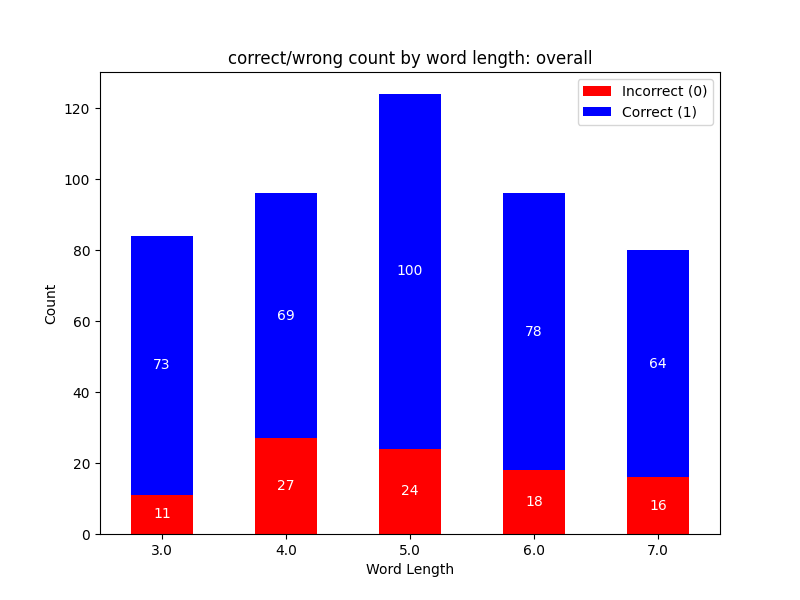 correct/wrong count by word length: overall
Incorrect (0)
Correct (1)
120
100
80
60
40
20
0
Count
73
69
100
78
64
11
27
24
18
16
3.0 4.0 5.0 6.0 7.0
Word Length